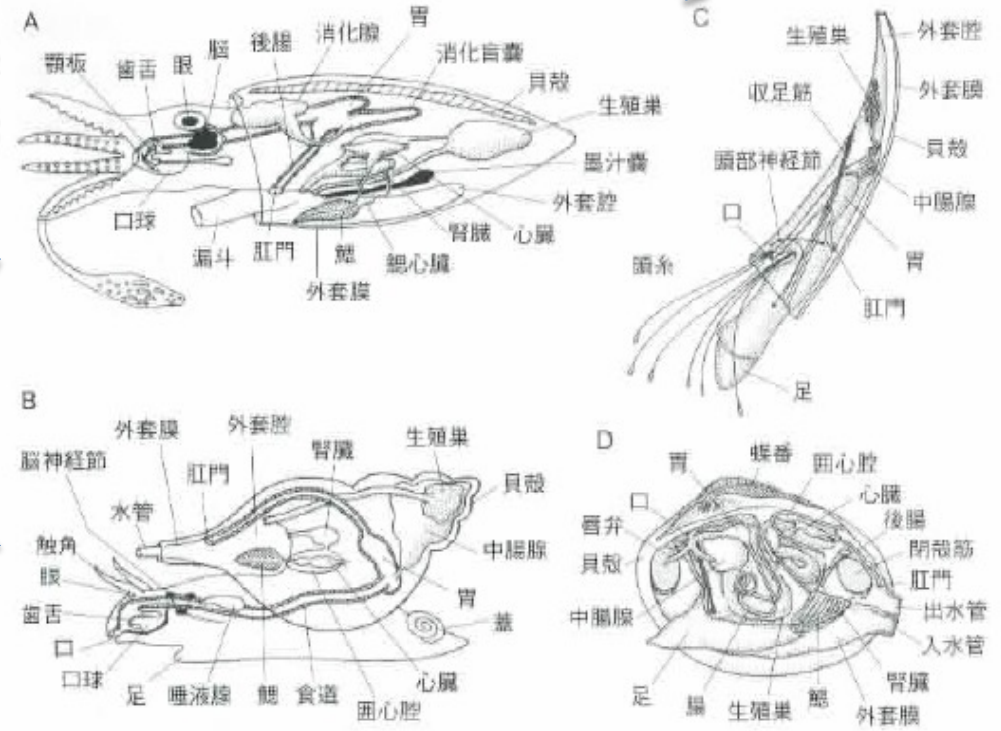 A
顎板
歯舌
眼
脳
後腸
消化腺
胃
消化盲嚢
貝殻
生殖巣
墨汁嚢
外套腔
心臓
腎臓
鰓心臓
鰓
外套膜
肛門
漏斗
口球
C
生殖巣
外套腔
収足筋
外套膜
頭部神経節
貝殻
口
中腸腺
頭糸
胃
肛門
足
B
外套膜
外套腔
腎臓
生殖巣
脳神経節
肛門
貝殻
水管
触角
中腸腺
眼
歯舌
胃
蓋
口
口球
足
唾液腺
鰓
食道
囲心腔
心臓
D
胃
蝶番
囲心腔
口
心臓
後腸
唇弁
閉殻筋
貝殻
肛門
中腸腺
出水管
入水管
足
腸
生殖巣
鰓
腎臓
外套膜